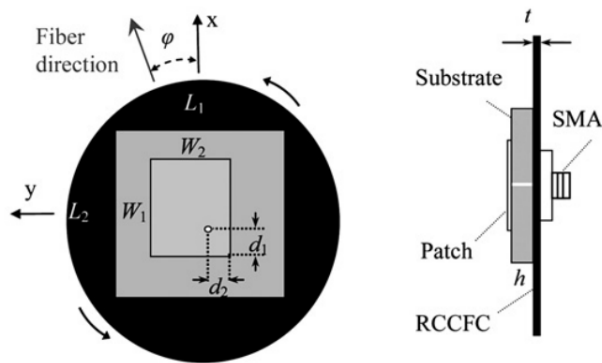 Fiber
direction
φ
x
t
L1
Substrate
SMA
W2
y
L2
W1
d1
d2
Patch
h
RCCFC